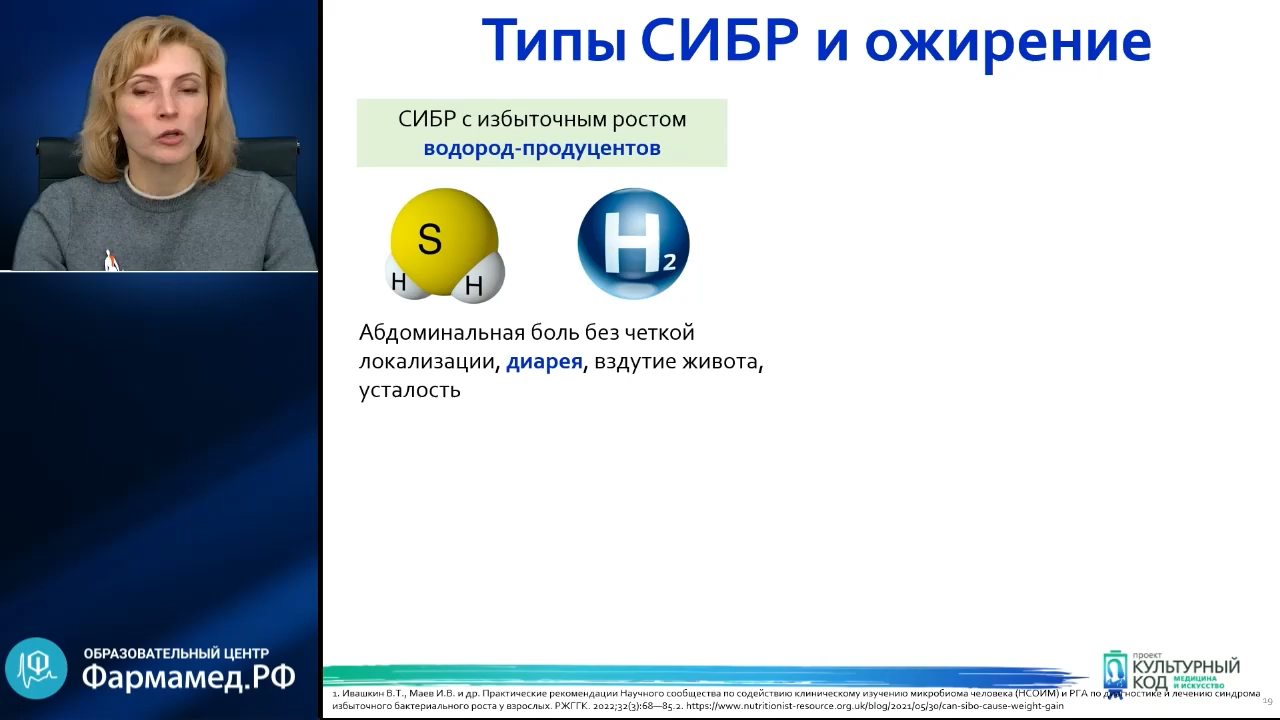 Типы СИБР и ожирение
СИБР с избыточным ростом
водород-продуцентов
S
H
H
H2
Абдоминальная боль без четкой
локализации, диарея, вздутие живота,
усталость
ОБРАЗОВАТЕЛЬНЫЙ ЦЕНТР
Фармамед.РФ
проект
КУЛЬТУРНЫЙ
КОД МЕДИЦИНА
И ИСКУССТВО
1. Ивашкин В.Т., Маев И.В. и др. Практические рекомендации Научного сообщества по содействию клиническому изучению микробиома человека (НСОИМ) и РГА по диагностике и лечению синдрома
избыточного бактериального роста у взрослых. РЖГГК. 2022;32(3):68—85.2. https://www.nutritionist-resource.org.uk/blog/2021/05/30/can-sibo-cause-weight-gain
19